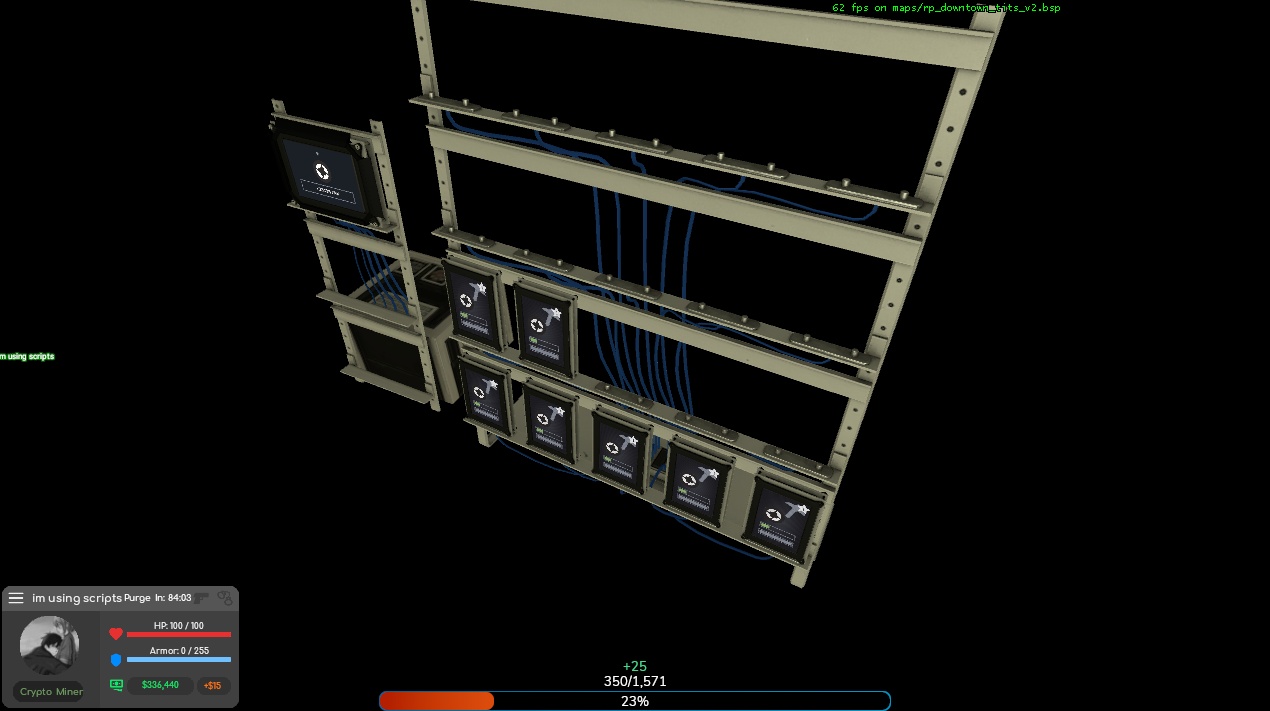 62 fps on maps/rp_downtown_tits_v2.bsp
m using scripts
im using scripts Purge In: 84:03
HP: 100 / 100
Armor: 0 / 255
$336,440 +$15
Crypto Miner
+25
350/1,571
23%